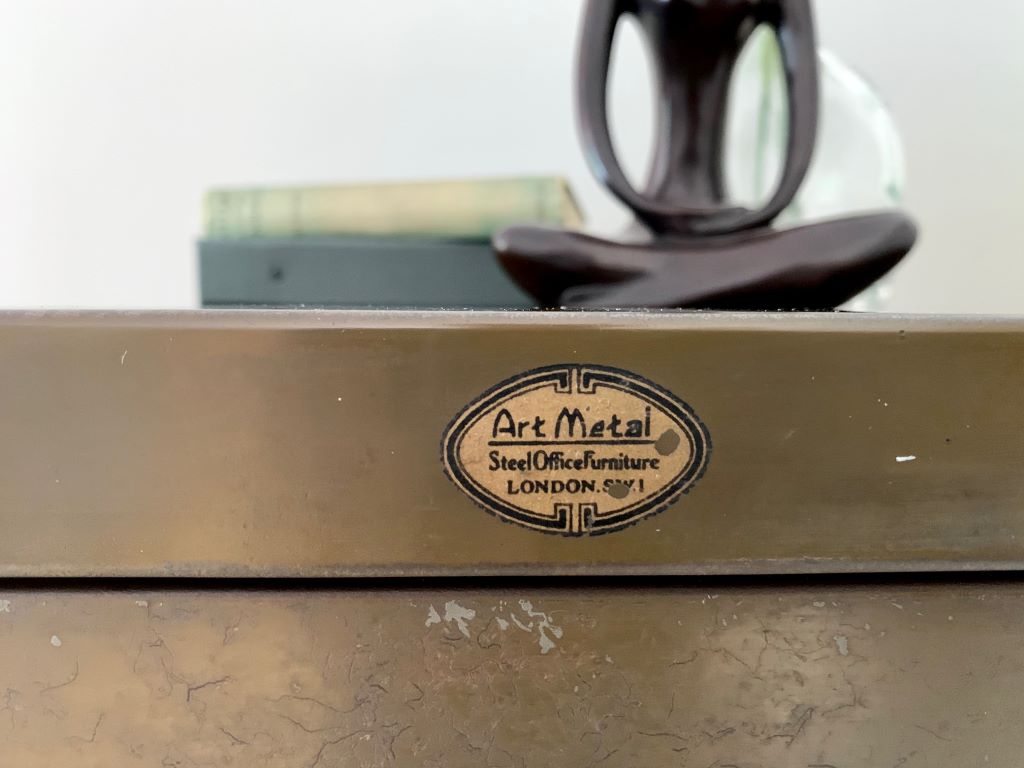 Art Metal
Steel Office Furniture
LONDON. S.W.1